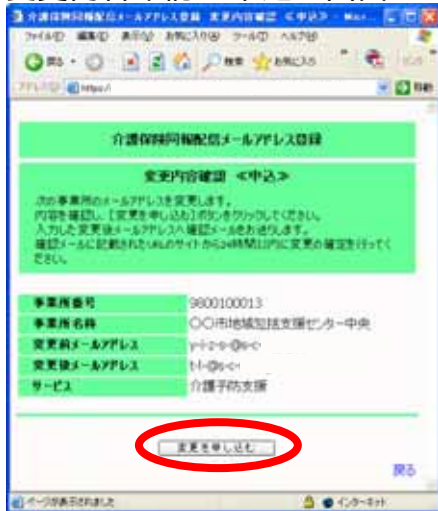 介護保険同報配信メールアドレス登録 変更内容確認 ≪申込≫
ファイル(F) 編集(E) 表示(V) お気に入り(A) ツール(T) ヘルプ(H)
戻る 検索 お気に入り
アドレス(D) https:// 移動
介護保険同報配信メールアドレス登録
変更内容確認 ≪申込≫
次の事業所のメールアドレスを変更します。
内容を確認し、[変更を申し込む]ボタンをクリックしてください。
入力した変更後メールアドレスへ確認メールをお送りします。
確認メールに記載されたURLのサイトから24時間以内に変更の確定を行ってく
ださい。
事業所番号 9800100013
事業所名称 〇〇市地域包括支援センター中央
変更前メールアドレス
変更後メールアドレス
サービス 介護予防支援
変更を申し込む
戻る
ページが表示されました イントラネット